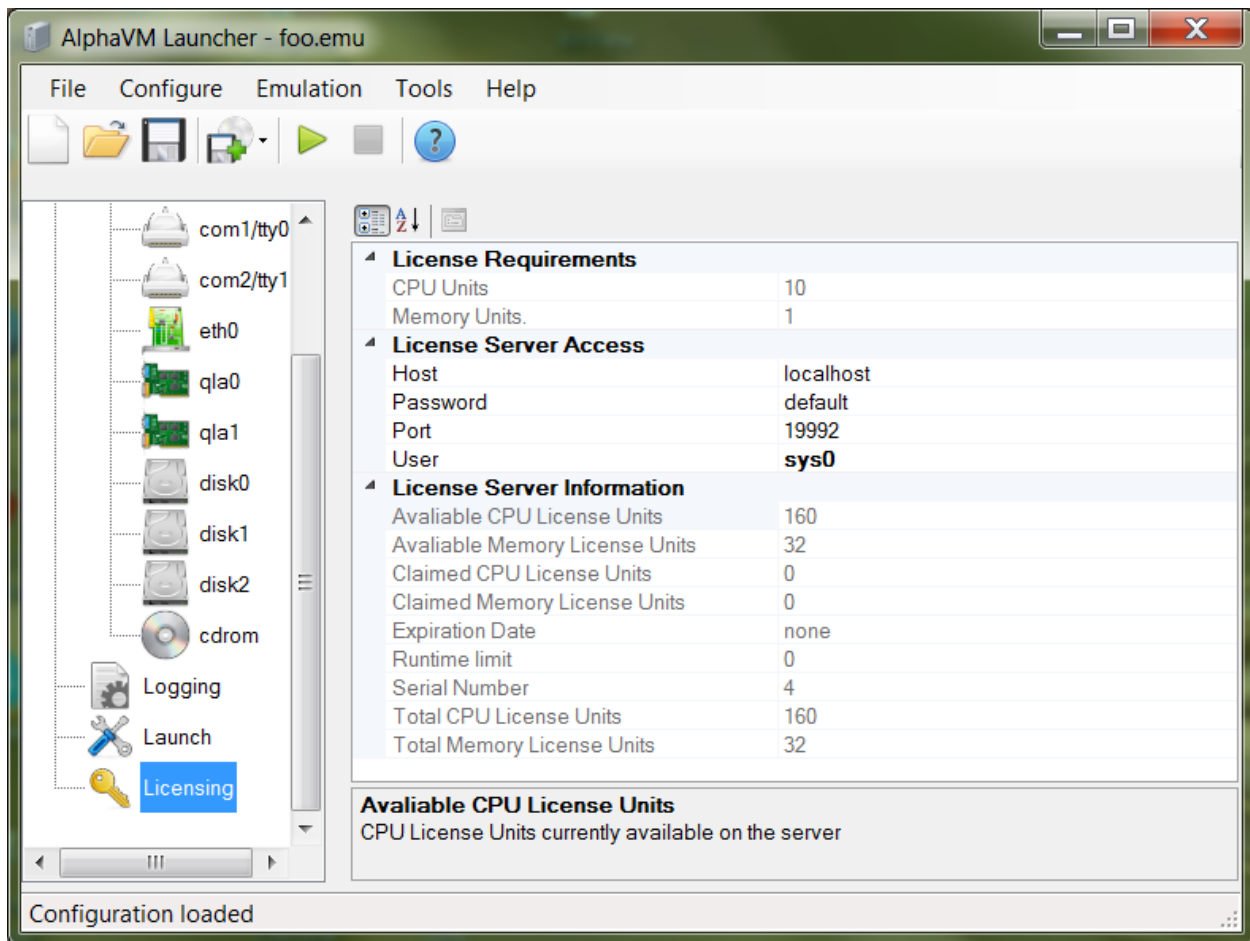 AlphaVM Launcher - foo.emu
File Configure Emulation Tools Help
com1/tty0
com2/tty1
eth0
qla0
qla1
disk0
disk1
disk2
cdrom
Logging
Launch
Licensing
License Requirements
CPU Units 10
Memory Units. 1
License Server Access
Host localhost
Password default
Port 19992
User sys0
License Server Information
Avaliable CPU License Units 160
Avaliable Memory License Units 32
Claimed CPU License Units 0
Claimed Memory License Units 0
Expiration Date none
Runtime limit 0
Serial Number 4
Total CPU License Units 160
Total Memory License Units 32
Avaliable CPU License Units
CPU License Units currently available on the server
Configuration loaded